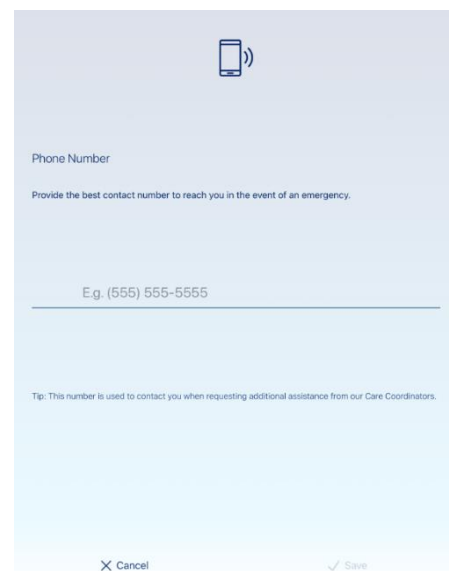 Phone Number
Provide the best contact number to reach you in the event of an emergency.
E.g. (555) 555-5555
Tip: This number is used to contact you when requesting additional assistance from our Care Coordinators.
Cancel
Save